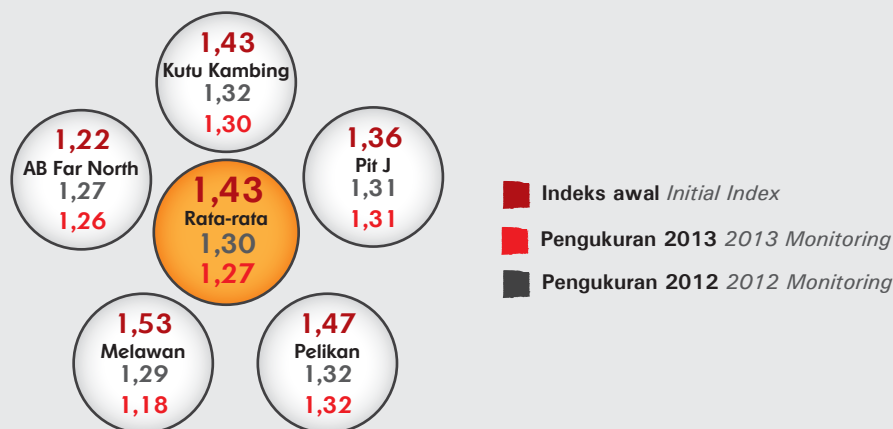 1,43
Kutu Kambing
1,32
1,30
1,22
AB Far North
1,27
1,26
1,36
Pit J
1,31
1,31
1,43
Rata-rata
1,30
1,27
1,53
Melawan
1,29
1,18
1,47
Pelikan
1,32
1,32
Indeks awal Initial Index
Pengukuran 2013 2013 Monitoring
Pengukuran 2012 2012 Monitoring